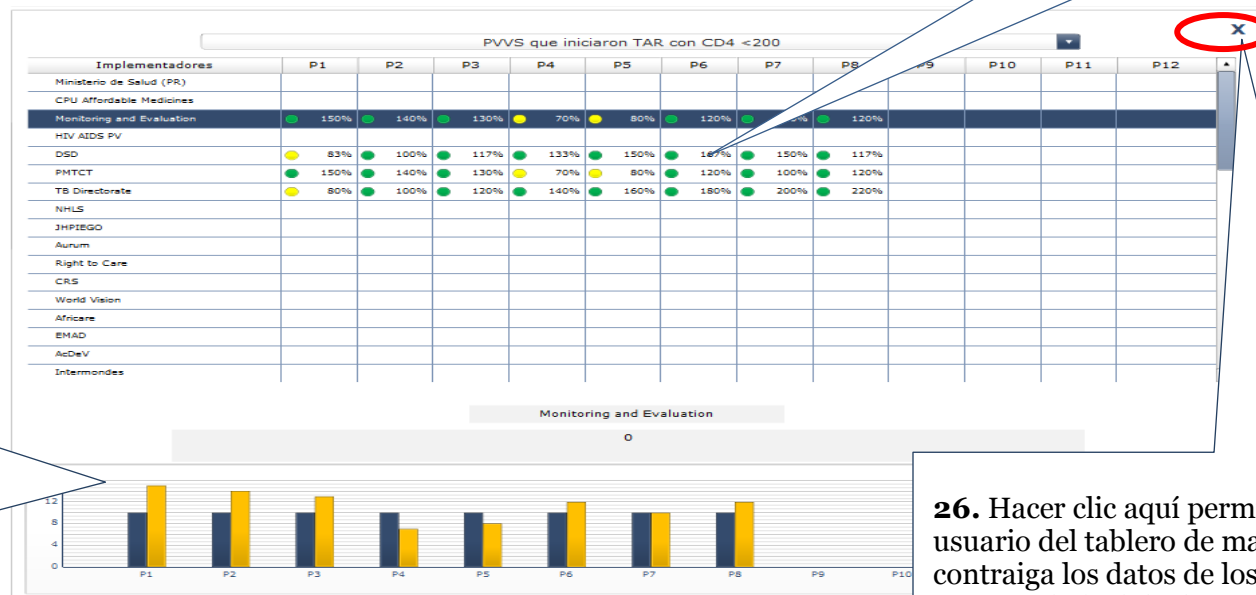 X
PVVS que iniciaron TAR con CD4 <200
Implementadores P1 P2 P3 P4 P5 P6 P7 P8 P9 P10 P11 P12
Ministerio de Salud (PR)
CPU Affordable Medicines
Monitoring and Evaluation 150% 140% 130% 70% 80% 120% 120%
HIV AIDS PV
DSD 83% 100% 117% 133% 150% 167% 150% 117%
PMTCT 150% 140% 130% 70% 80% 120% 100% 120%
TB Directorate 80% 100% 120% 140% 160% 180% 200% 220%
NHLS
JHPIEGO
Aurum
Right to Care
CRS
World Vision
Africare
EMAD
AcDeV
Intermondes
Monitoring and Evaluation
0
12
8
4
0
P1 P2 P3 P4 P5 P6 P7 P8 P9 P10
26. Hacer clic aquí perm
usuario del tablero de ma
contraiga los datos de los